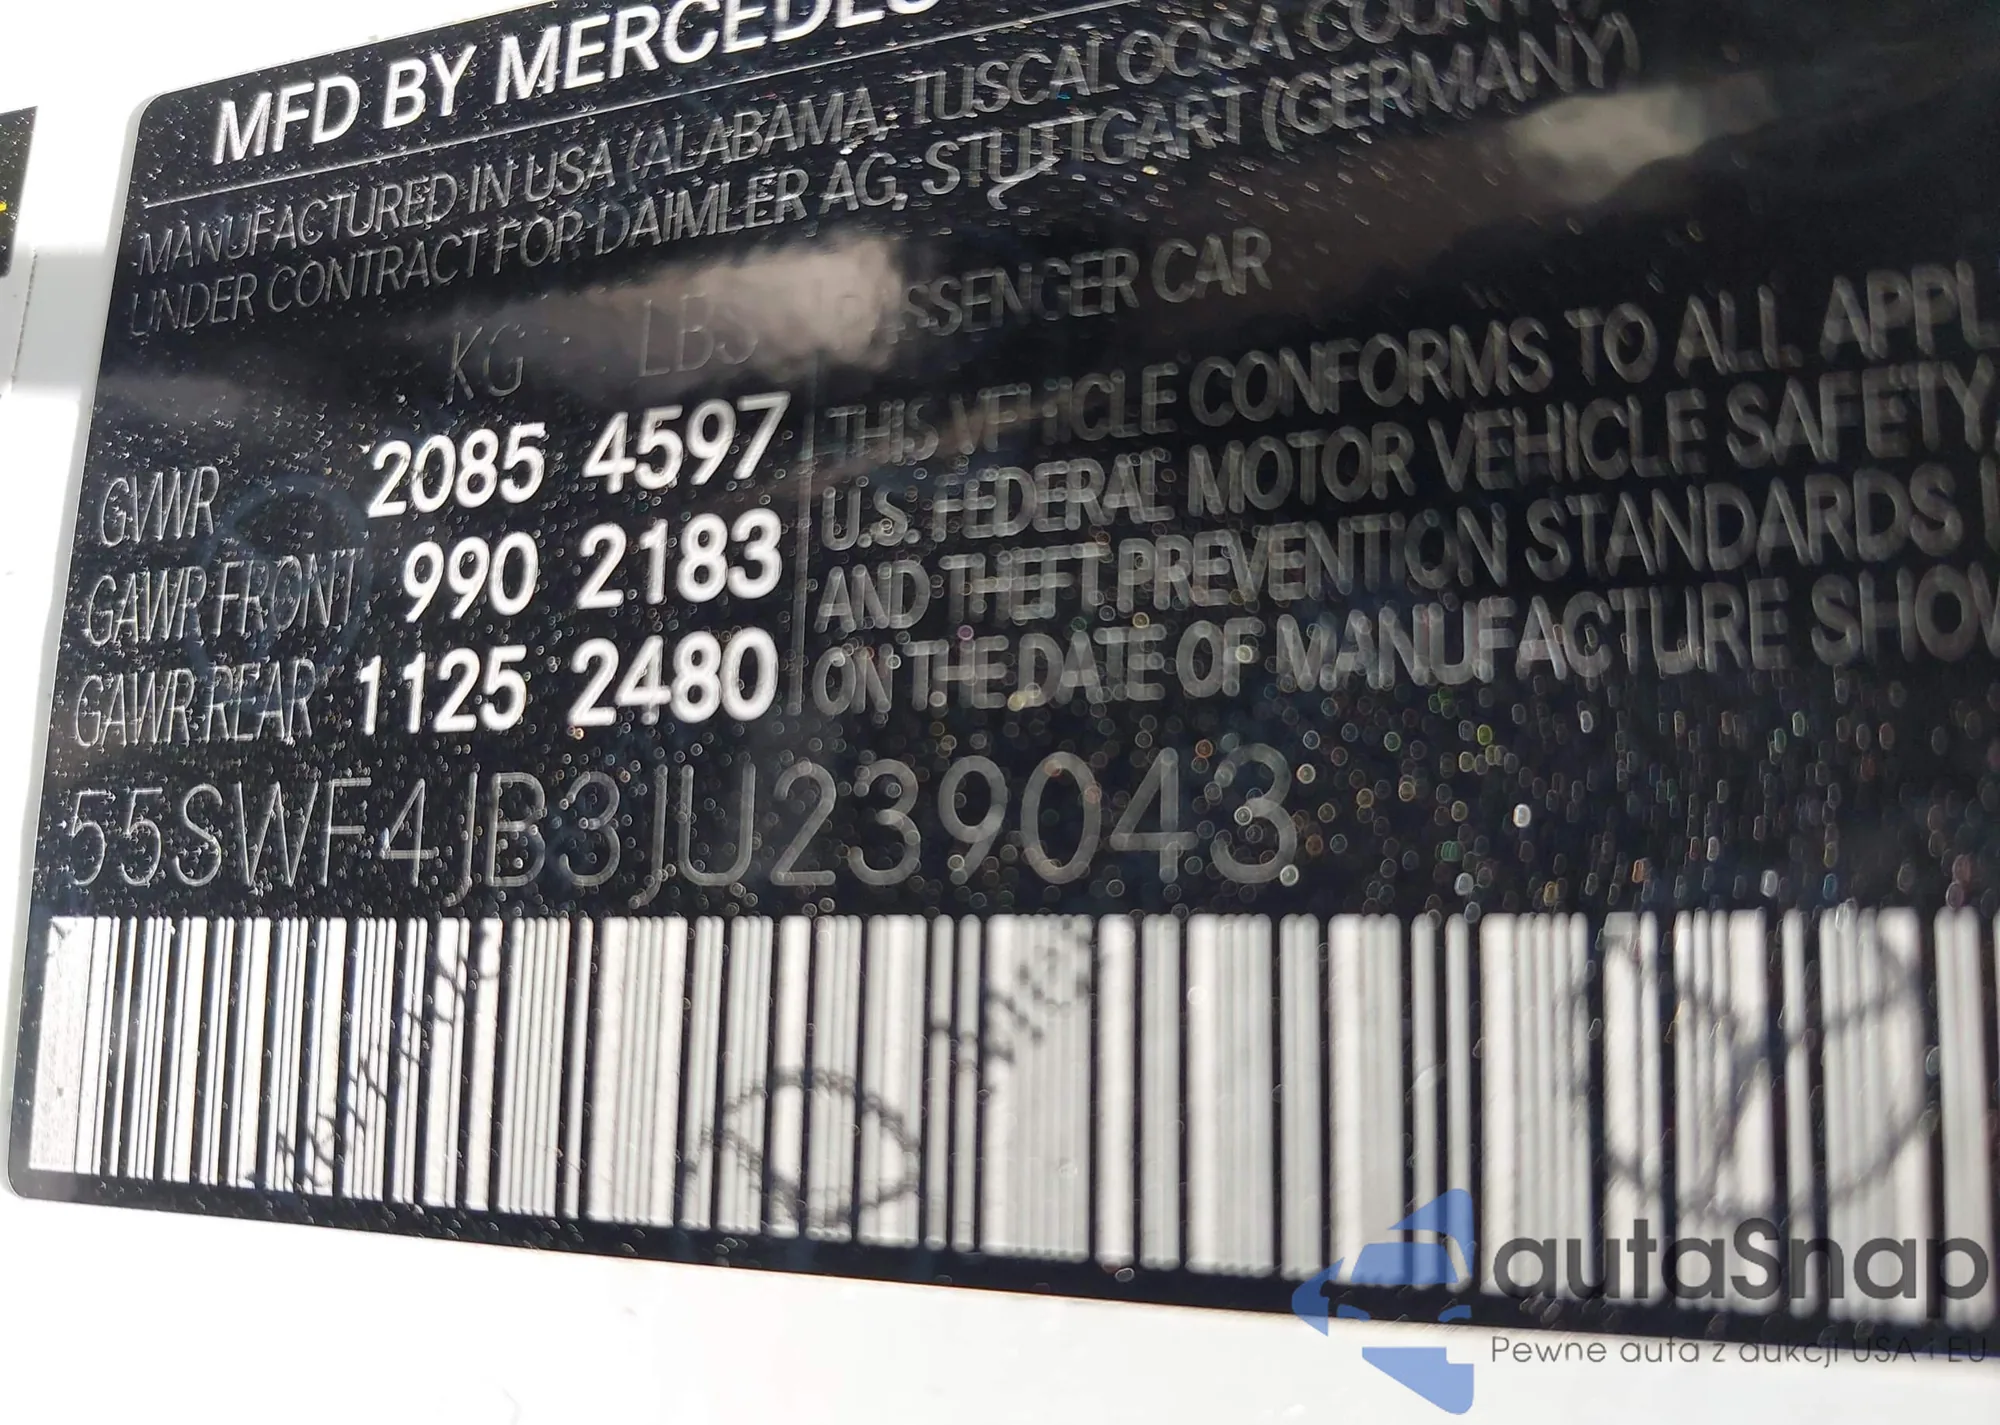 MFD BY MERCEDES
MANUFACTURED IN USA (ALABAMA, TUSCALOOSA COUNTY)
UNDER CONTRACT FOR DAIMLER AG, STUTTGART (GERMANY)
KG LBS PASSENGER CAR
GVWR 2085 4597
GAWR FRONT 990 2183
GAWR REAR 1125 2480
THIS VEHICLE CONFORMS TO ALL APPL
U.S. FEDERAL MOTOR VEHICLE SAFETY,
AND THEFT PREVENTION STANDARDS I
ON THE DATE OF MANUFACTURE SHOW
55SWF4JB3JU239043
autaSnap
Pewne auta z aukcji USA i EU